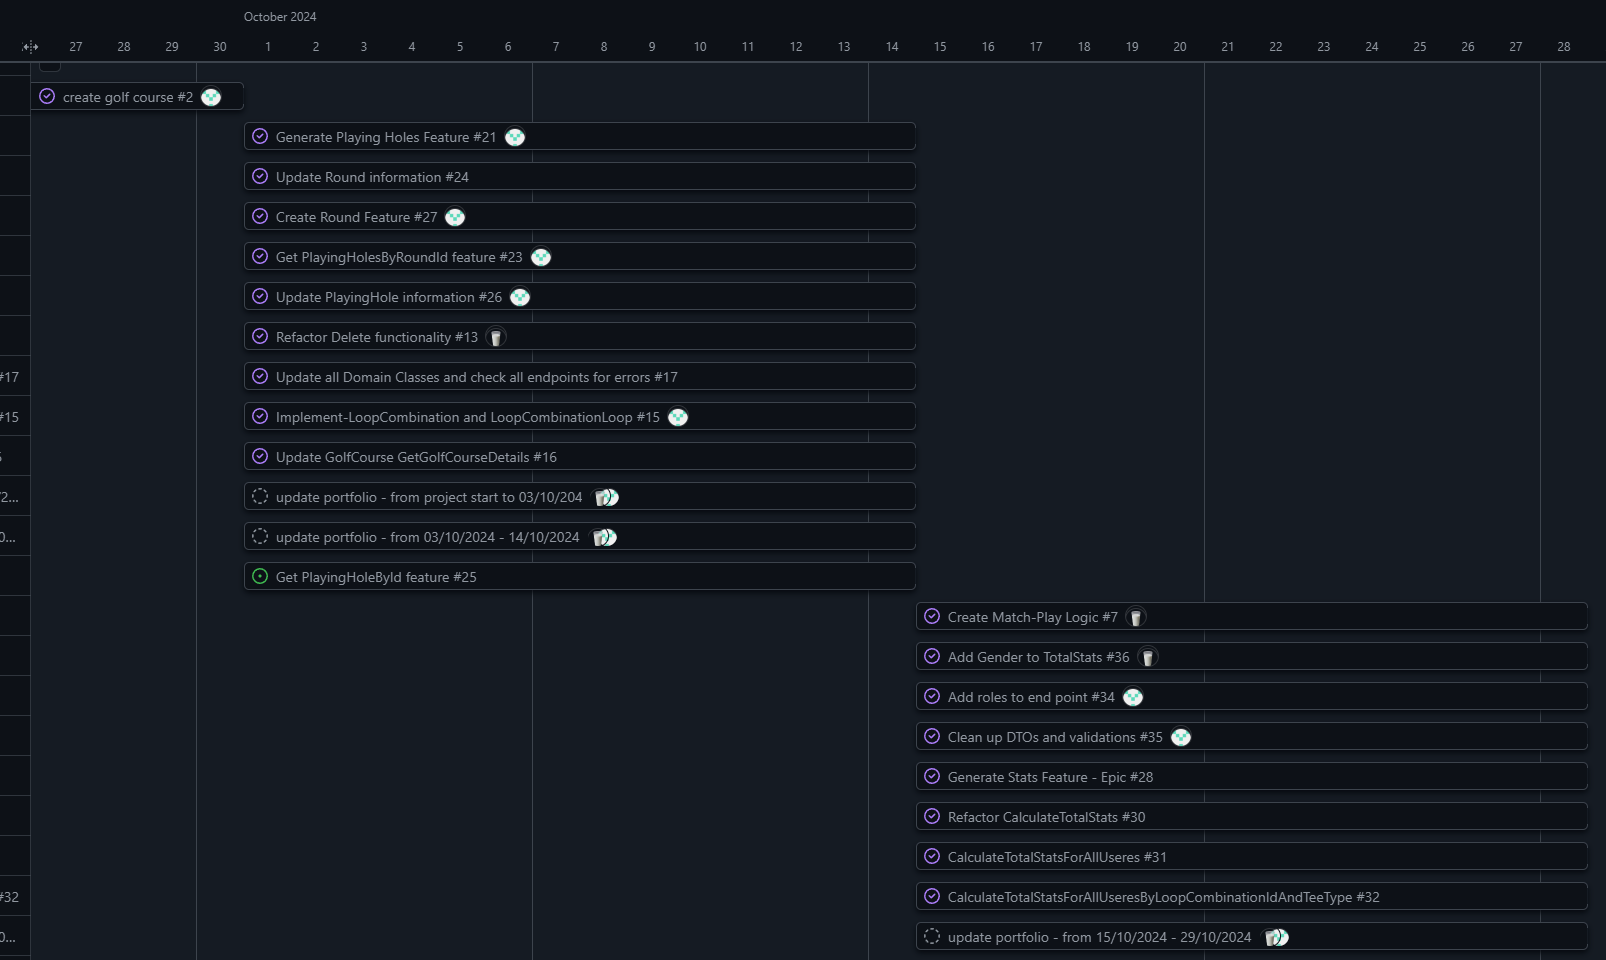 October 2024
27 28 29 30 1 2 3 4 5 6 7 8 9 10 11 12 13 14 15 16 17 18 19 20 21 22 23 24 25 26 27 28
create golf course #2
Generate Playing Holes Feature #21
Update Round information #24
Create Round Feature #27
Get PlayingHolesByRoundId feature #23
Update PlayingHole information #26
Refactor Delete functionality #13
#17 Update all Domain Classes and check all endpoints for errors #17
#15 Implement-LoopCombination and LoopCombinationLoop #15
Update GolfCourse GetGolfCourseDetails #16
/2... update portfolio - from project start to 03/10/204
0... update portfolio - from 03/10/2024 - 14/10/2024
Get PlayingHoleById feature #25
Create Match-Play Logic #7
Add Gender to TotalStats #36
Add roles to end point #34
Clean up DTOs and validations #35
Generate Stats Feature - Epic #28
Refactor CalculateTotalStats #30
CalculateTotalStatsForAllUseres #31
#32 CalculateTotalStatsForAllUseresByLoopCombinationIdAndTeeType #32
0... update portfolio - from 15/10/2024 - 29/10/2024